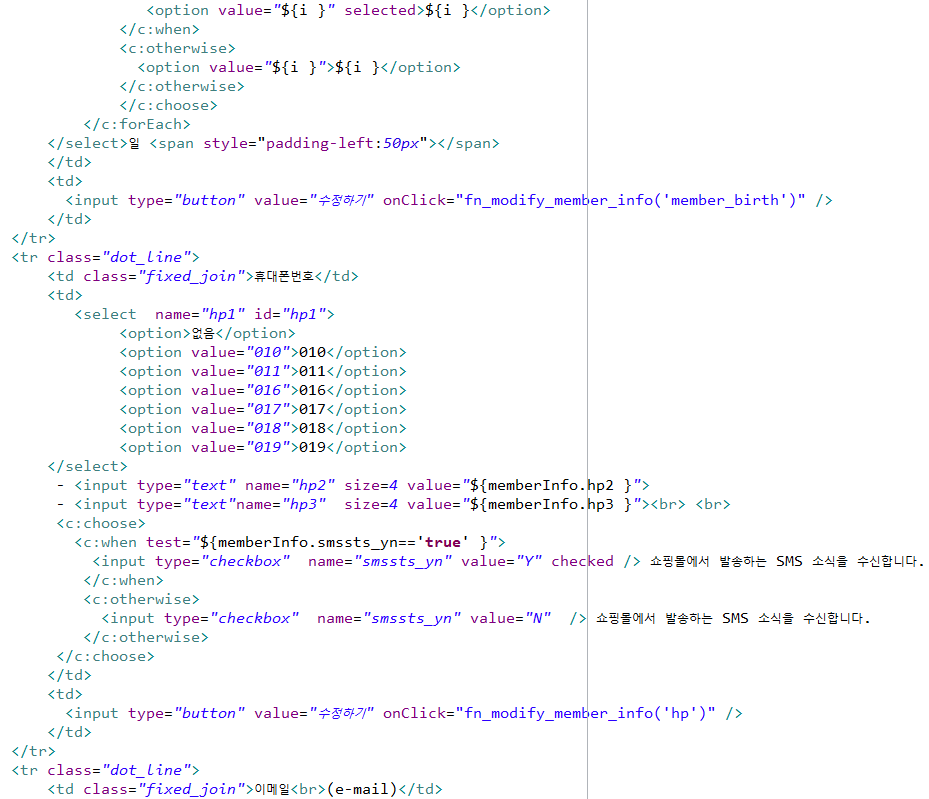 <option value="${i }" selected>${i }</option>
</c:when>
<c:otherwise>
<option value="${i }">${i }</option>
</c:otherwise>
</c:choose>
</c:forEach>
</select>일 <span style="padding-left:50px"></span>
</td>
<td>
<input type="button" value="수정하기" onClick="fn_modify_member_info('member_birth')" />
</td>
</tr>
<tr class="dot_line">
<td class="fixed_join">휴대폰번호</td>
<td>
<select  name="hp1" id="hp1">
<option>없음</option>
<option value="010">010</option>
<option value="011">011</option>
<option value="016">016</option>
<option value="017">017</option>
<option value="018">018</option>
<option value="019">019</option>
</select>
- <input type="text" name="hp2" size=4 value="${memberInfo.hp2 }">
- <input type="text"name="hp3"  size=4 value="${memberInfo.hp3 }"><br> <br>
<c:choose>
<c:when test="${memberInfo.smssts_yn=='true' }">
<input type="checkbox"  name="smssts_yn" value="Y" checked /> 쇼핑몰에서 발송하는 SMS 소식을 수신합니다.
</c:when>
<c:otherwise>
<input type="checkbox"  name="smssts_yn" value="N"  /> 쇼핑몰에서 발송하는 SMS 소식을 수신합니다.
</c:otherwise>
</c:choose>
</td>
<td>
<input type="button" value="수정하기" onClick="fn_modify_member_info('hp')" />
</td>
</tr>
<tr class="dot_line">
<td class="fixed_join">이메일<br>(e-mail)</td>